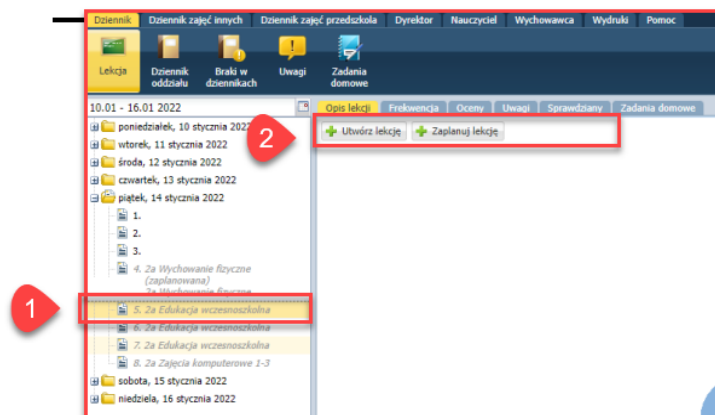 Dziennik Dziennik zajęć innych Dziennik zajęć przedszkola Dyrektor Nauczyciel Wychowawca Wydruki Pomoc
Lekcja Dziennik oddziału Braki w dziennikach Uwagi Zadania domowe
10.01 - 16.01 2022
Opis lekcji Frekwencja Oceny Uwagi Sprawdziany Zadania domowe
poniedziałek, 10 stycznia 2022
2
Utwórz lekcję Zaplanuj lekcję
wtorek, 11 stycznia 2022
środa, 12 stycznia 2022
czwartek, 13 stycznia 2022
piątek, 14 stycznia 2022
1.
2.
3.
4. 2a Wychowanie fizyczne
(zaplanowana)
2a Wychowanie fizyczne
1
5. 2a Edukacja wczesnoszkolna
6. 2a Edukacja wczesnoszkolna
7. 2a Edukacja wczesnoszkolna
8. 2a Zajęcia komputerowe 1-3
sobota, 15 stycznia 2022
niedziela, 16 stycznia 2022